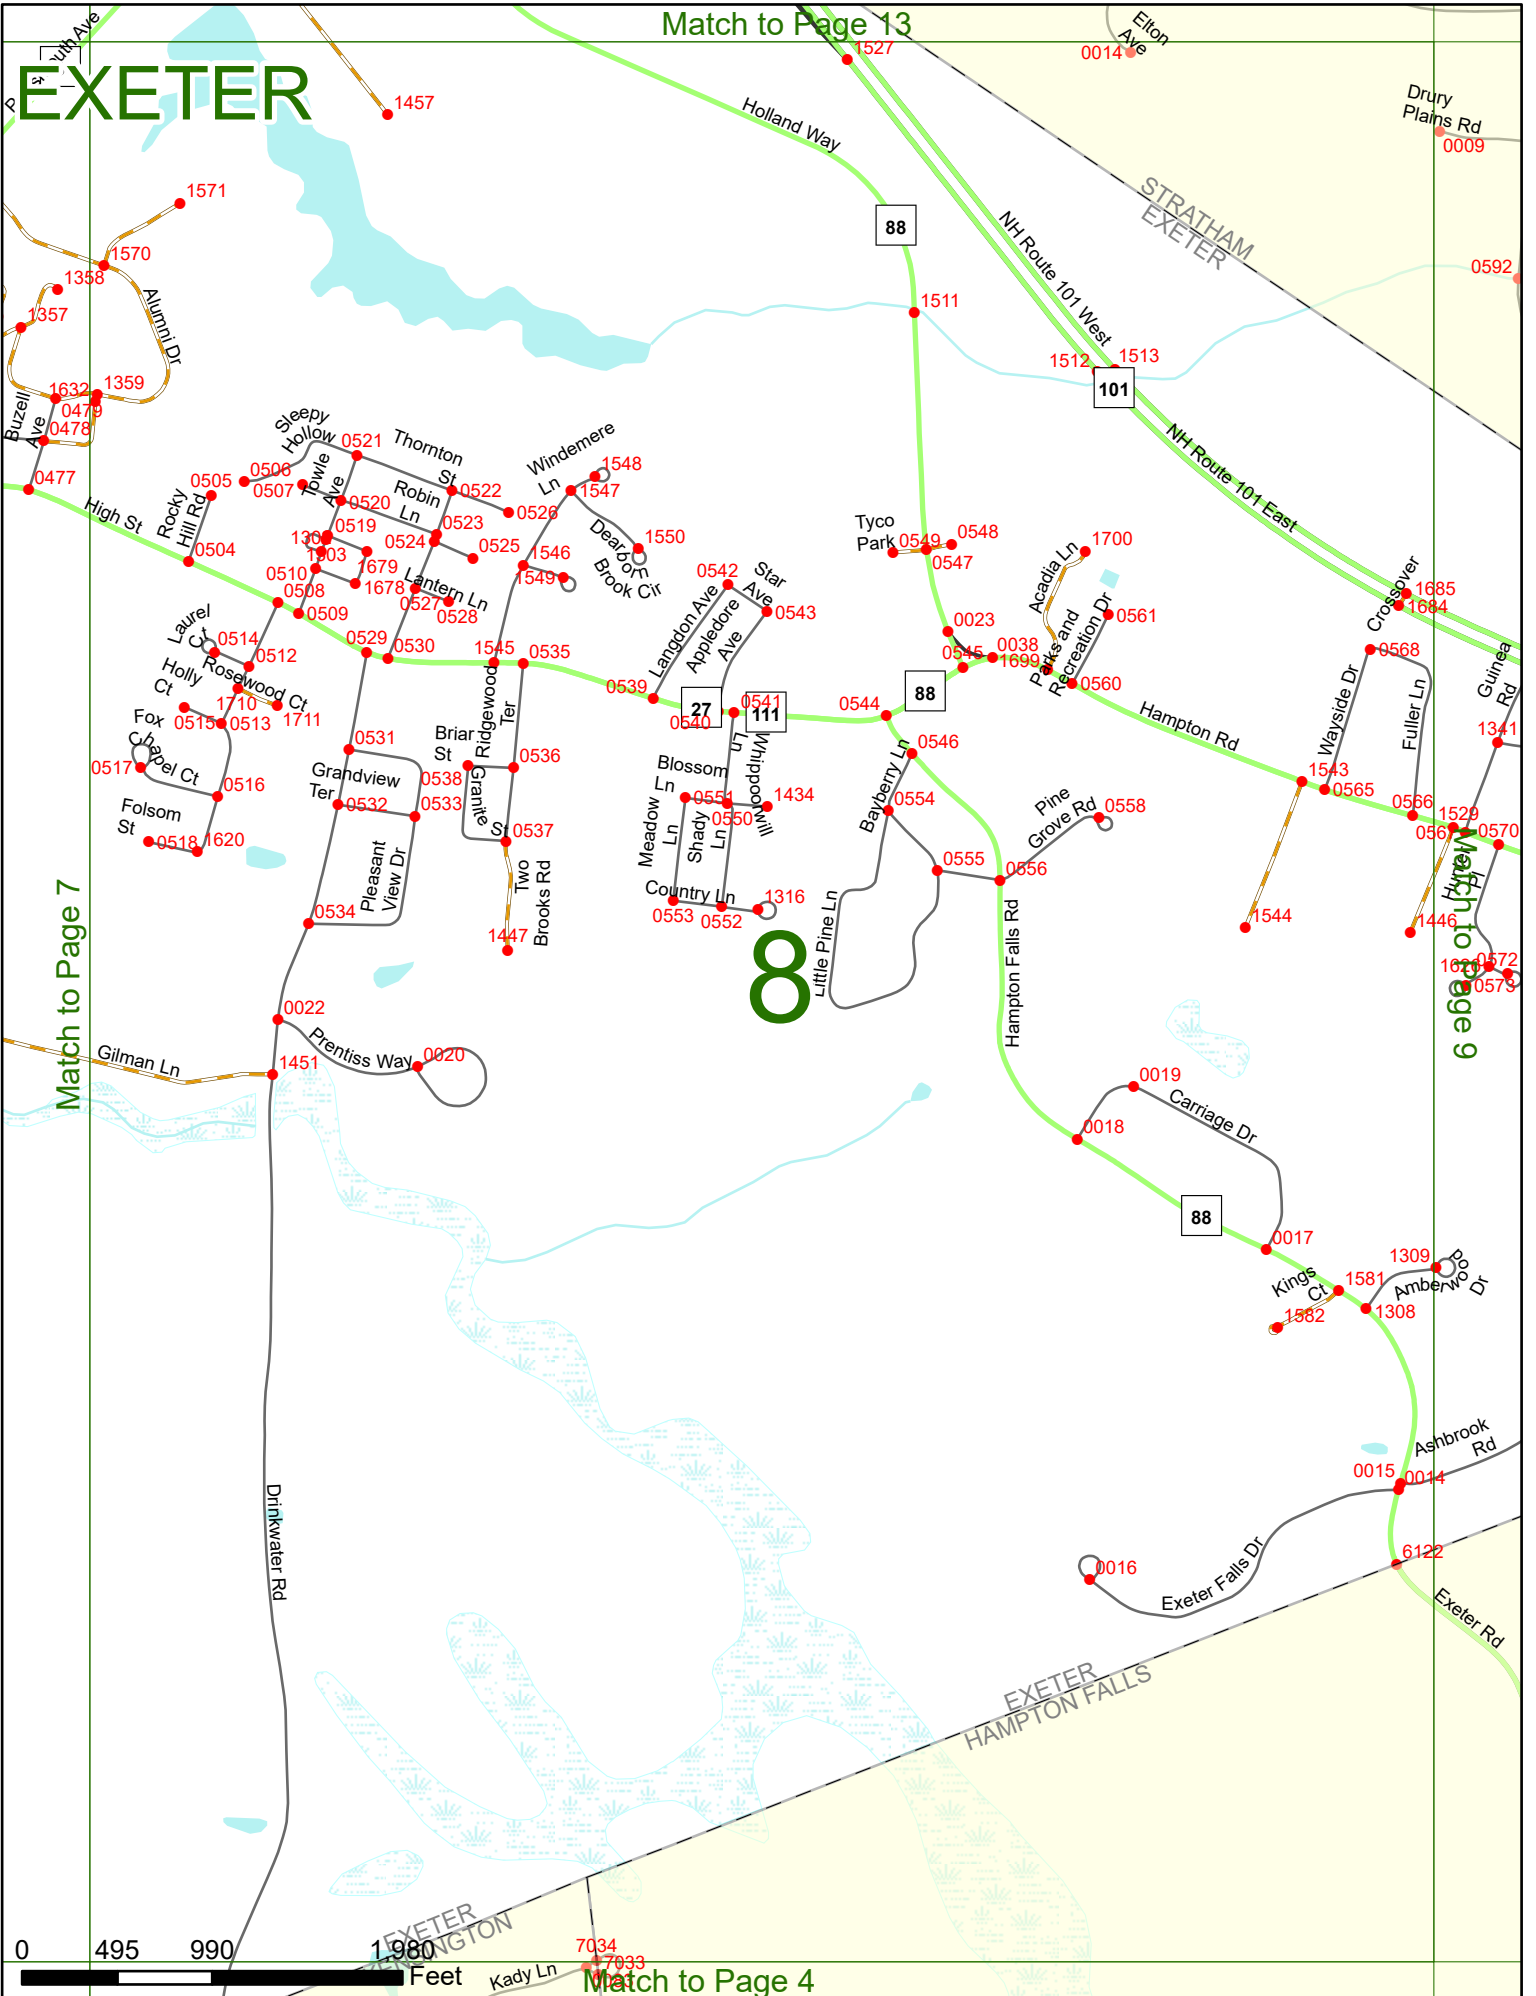 Match to Page 13
EXETER
uth Ave
Elton
Ave
0014
1527
Drury
Plains Rd
0009
1457
Holland Way
STRATHAM
EXETER
1571
88
NH Route 101 West
0592
1570
1358
1357
Alumni Dr
1511
1512
1513
101
1632
1359
0479
Buzell
Ave
0478
0477
High St
Sleepy
Hollow
0521
Thornton
St
0522
Windemere
Ln
1548
1547
NH Route 101 East
0505
0506
0507
Towle
Ave
0520
Robin
Ln
0526
0523
0519
0524
0525
Rocky
Hill Rd
0504
1303
1679
1678
0510
0508
0509
Lantern Ln
0527
0528
1546
1549
Dearborn
Brook Cir
1550
Tyco
Park
0549
0548
0547
Acadia Ln
1700
0542
Star
Ave
0543
Langdon Ave
Appledore
Ave
Parks and
Recreation Dr
0561
Crossover
1685
1684
0023
0038
0545
1699
0560
0568
Laurel
Ct
0514
0512
Holly
Ct
Rosewood Ct
1710
1711
0515
0513
0529
0530
1545
0535
0539
27
0540
0541
111
0544
88
Hampton Rd
Wayside Dr
Fuller Ln
Guinea
Rd
1341
Fox
Chapel Ct
0517
0516
Folsom
St
0518
1620
0531
Grandview
Ter
0532
0533
0538
Briar
St
Ridgewood
Ter
0536
Granite
St
0537
Two
Brooks Rd
1447
Blossom
Ln
Whippoorwill
Ln
0551
0550
1434
Meadow
Ln
Shady
Ln
Country Ln
0553
0552
1316
0546
Bayberry Ln
0554
Pine
Grove Rd
0558
0555
0556
1543
0565
0566
1529
0570
1544
1446
0572
0573
Match to Page 9
Match to Page 7
Pleasant
View Dr
0534
8
Little Pine Ln
Hampton Falls Rd
0022
Prentiss Way
0020
Gilman Ln
1451
0019
Carriage Dr
0018
88
0017
Kings
Ct
1581
1582
1309
Amberwood
Dr
1308
Drinkwater Rd
Ashbrook
Rd
0015
0014
6122
0016
Exeter Falls Dr
Exeter Rd
EXETER
HAMPTON FALLS
EXETER
0
495
990
1,980
Feet
Kady Ln
7034
7033
Match to Page 4